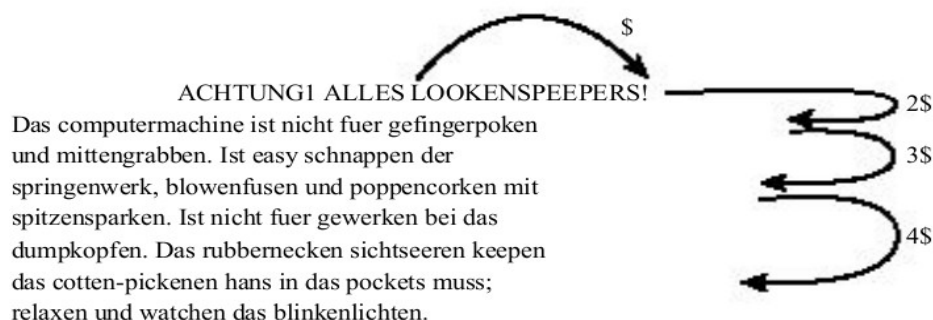 $
ACHTUNG1 ALLES LOOKENSPEEPERS!
2$
Das computermachine ist nicht fuer gefingerpoken
und mittengrabben. Ist easy schnappen der
3$
springenwerk, blowenfusen und poppencorken mit
spitzensparken. Ist nicht fuer gewerken bei das
4$
dumpkopfen. Das rubbernecken sichtseeren keepen
das cotten-pickenen hans in das pockets muss;
relaxen und watchen das blinkenlichten.